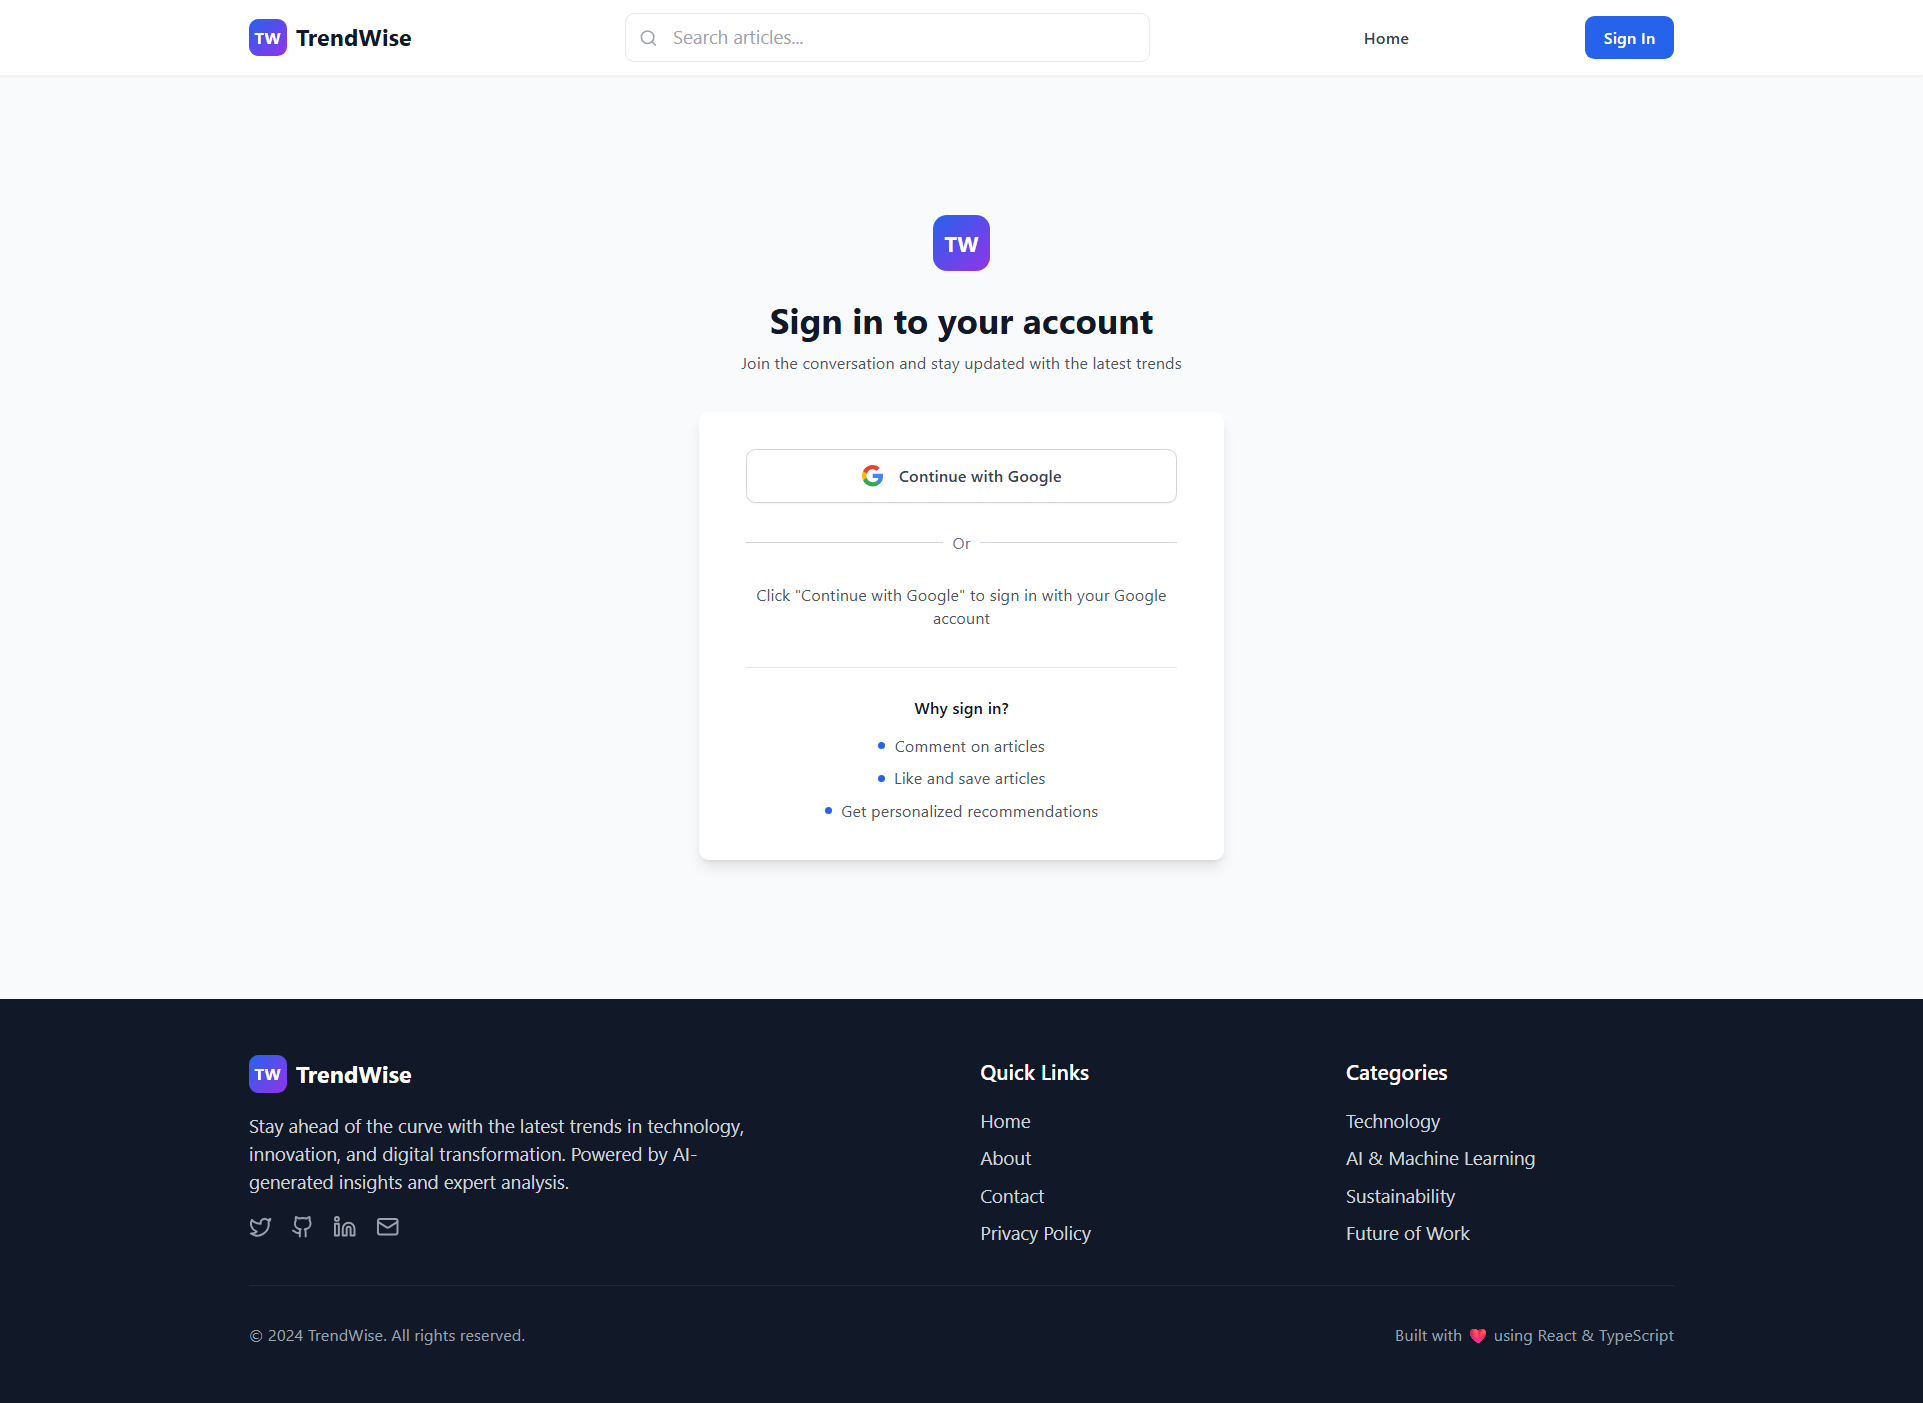 TW TrendWise
Search articles...
Home
Sign In
TW
Sign in to your account
Join the conversation and stay updated with the latest trends
Continue with Google
Or
Click "Continue with Google" to sign in with your Google
account
Why sign in?
Comment on articles
Like and save articles
Get personalized recommendations
TW TrendWise
Stay ahead of the curve with the latest trends in technology,
innovation, and digital transformation. Powered by AI-
generated insights and expert analysis.
Quick Links
Home
About
Contact
Privacy Policy
Categories
Technology
AI & Machine Learning
Sustainability
Future of Work
© 2024 TrendWise. All rights reserved.
Built with ❤️ using React & TypeScript